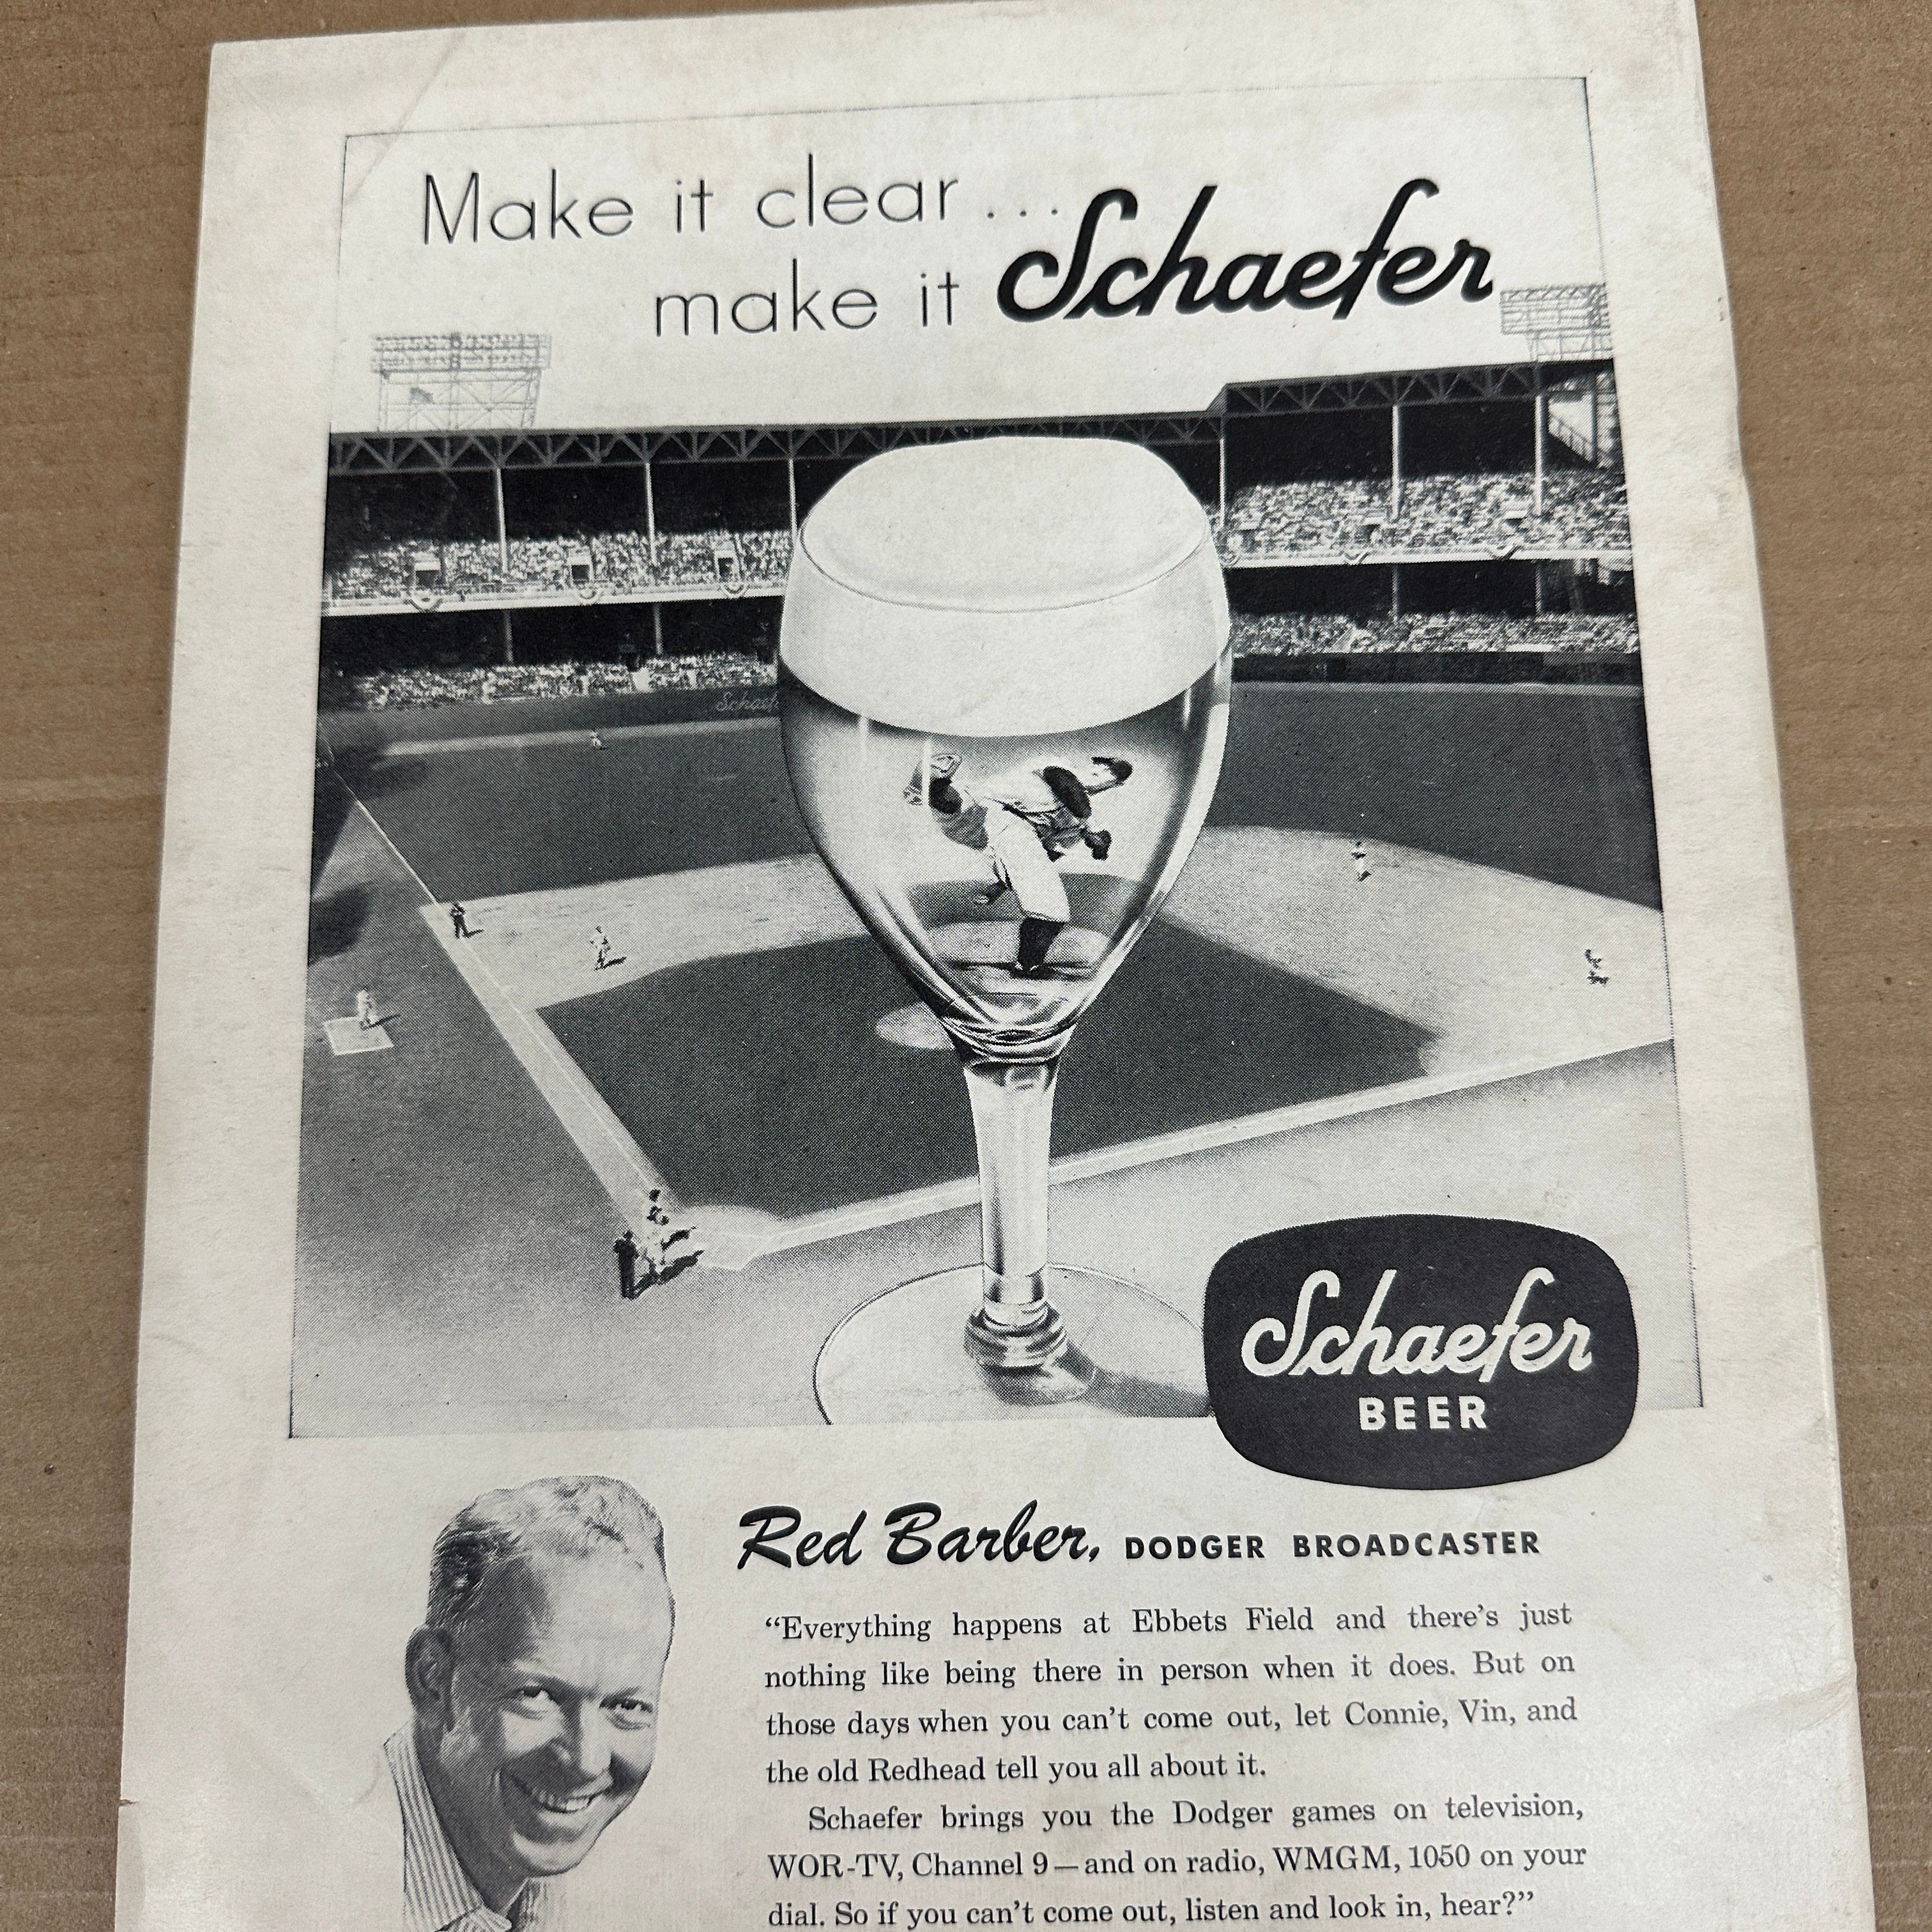 Make it clear...
make it Schaefer
Schaef
Schaefer
BEER
Red Barber, DODGER BROADCASTER
“Everything happens at Ebbets Field and there’s just
nothing like being there in person when it does. But on
those days when you can’t come out, let Connie, Vin, and
the old Redhead tell you all about it.
Schaefer brings you the Dodger games on television,
WOR-TV, Channel 9—and on radio, WMGM, 1050 on your
dial. So if you can’t come out, listen and look in, hear?”